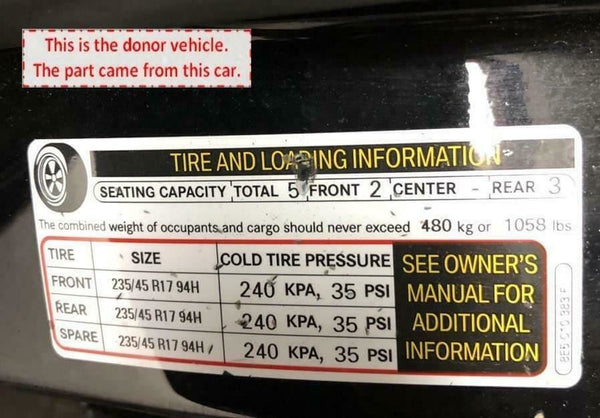 This is the donor vehicle.
The part came from this car.
TIRE AND LOADING INFORMATION
SEATING CAPACITY TOTAL 5 FRONT 2 CENTER - REAR 3
The combined weight of occupants and cargo should never exceed 480 kg or 1058 lbs
TIRE SIZE COLD TIRE PRESSURE
FRONT 235/45 R17 94H 240 KPA, 35 PSI
REAR 235/45 R17 94H 240 KPA, 35 PSI
SPARE 235/45 R17 94H 240 KPA, 35 PSI
SEE OWNER'S
MANUAL FOR
ADDITIONAL
INFORMATION